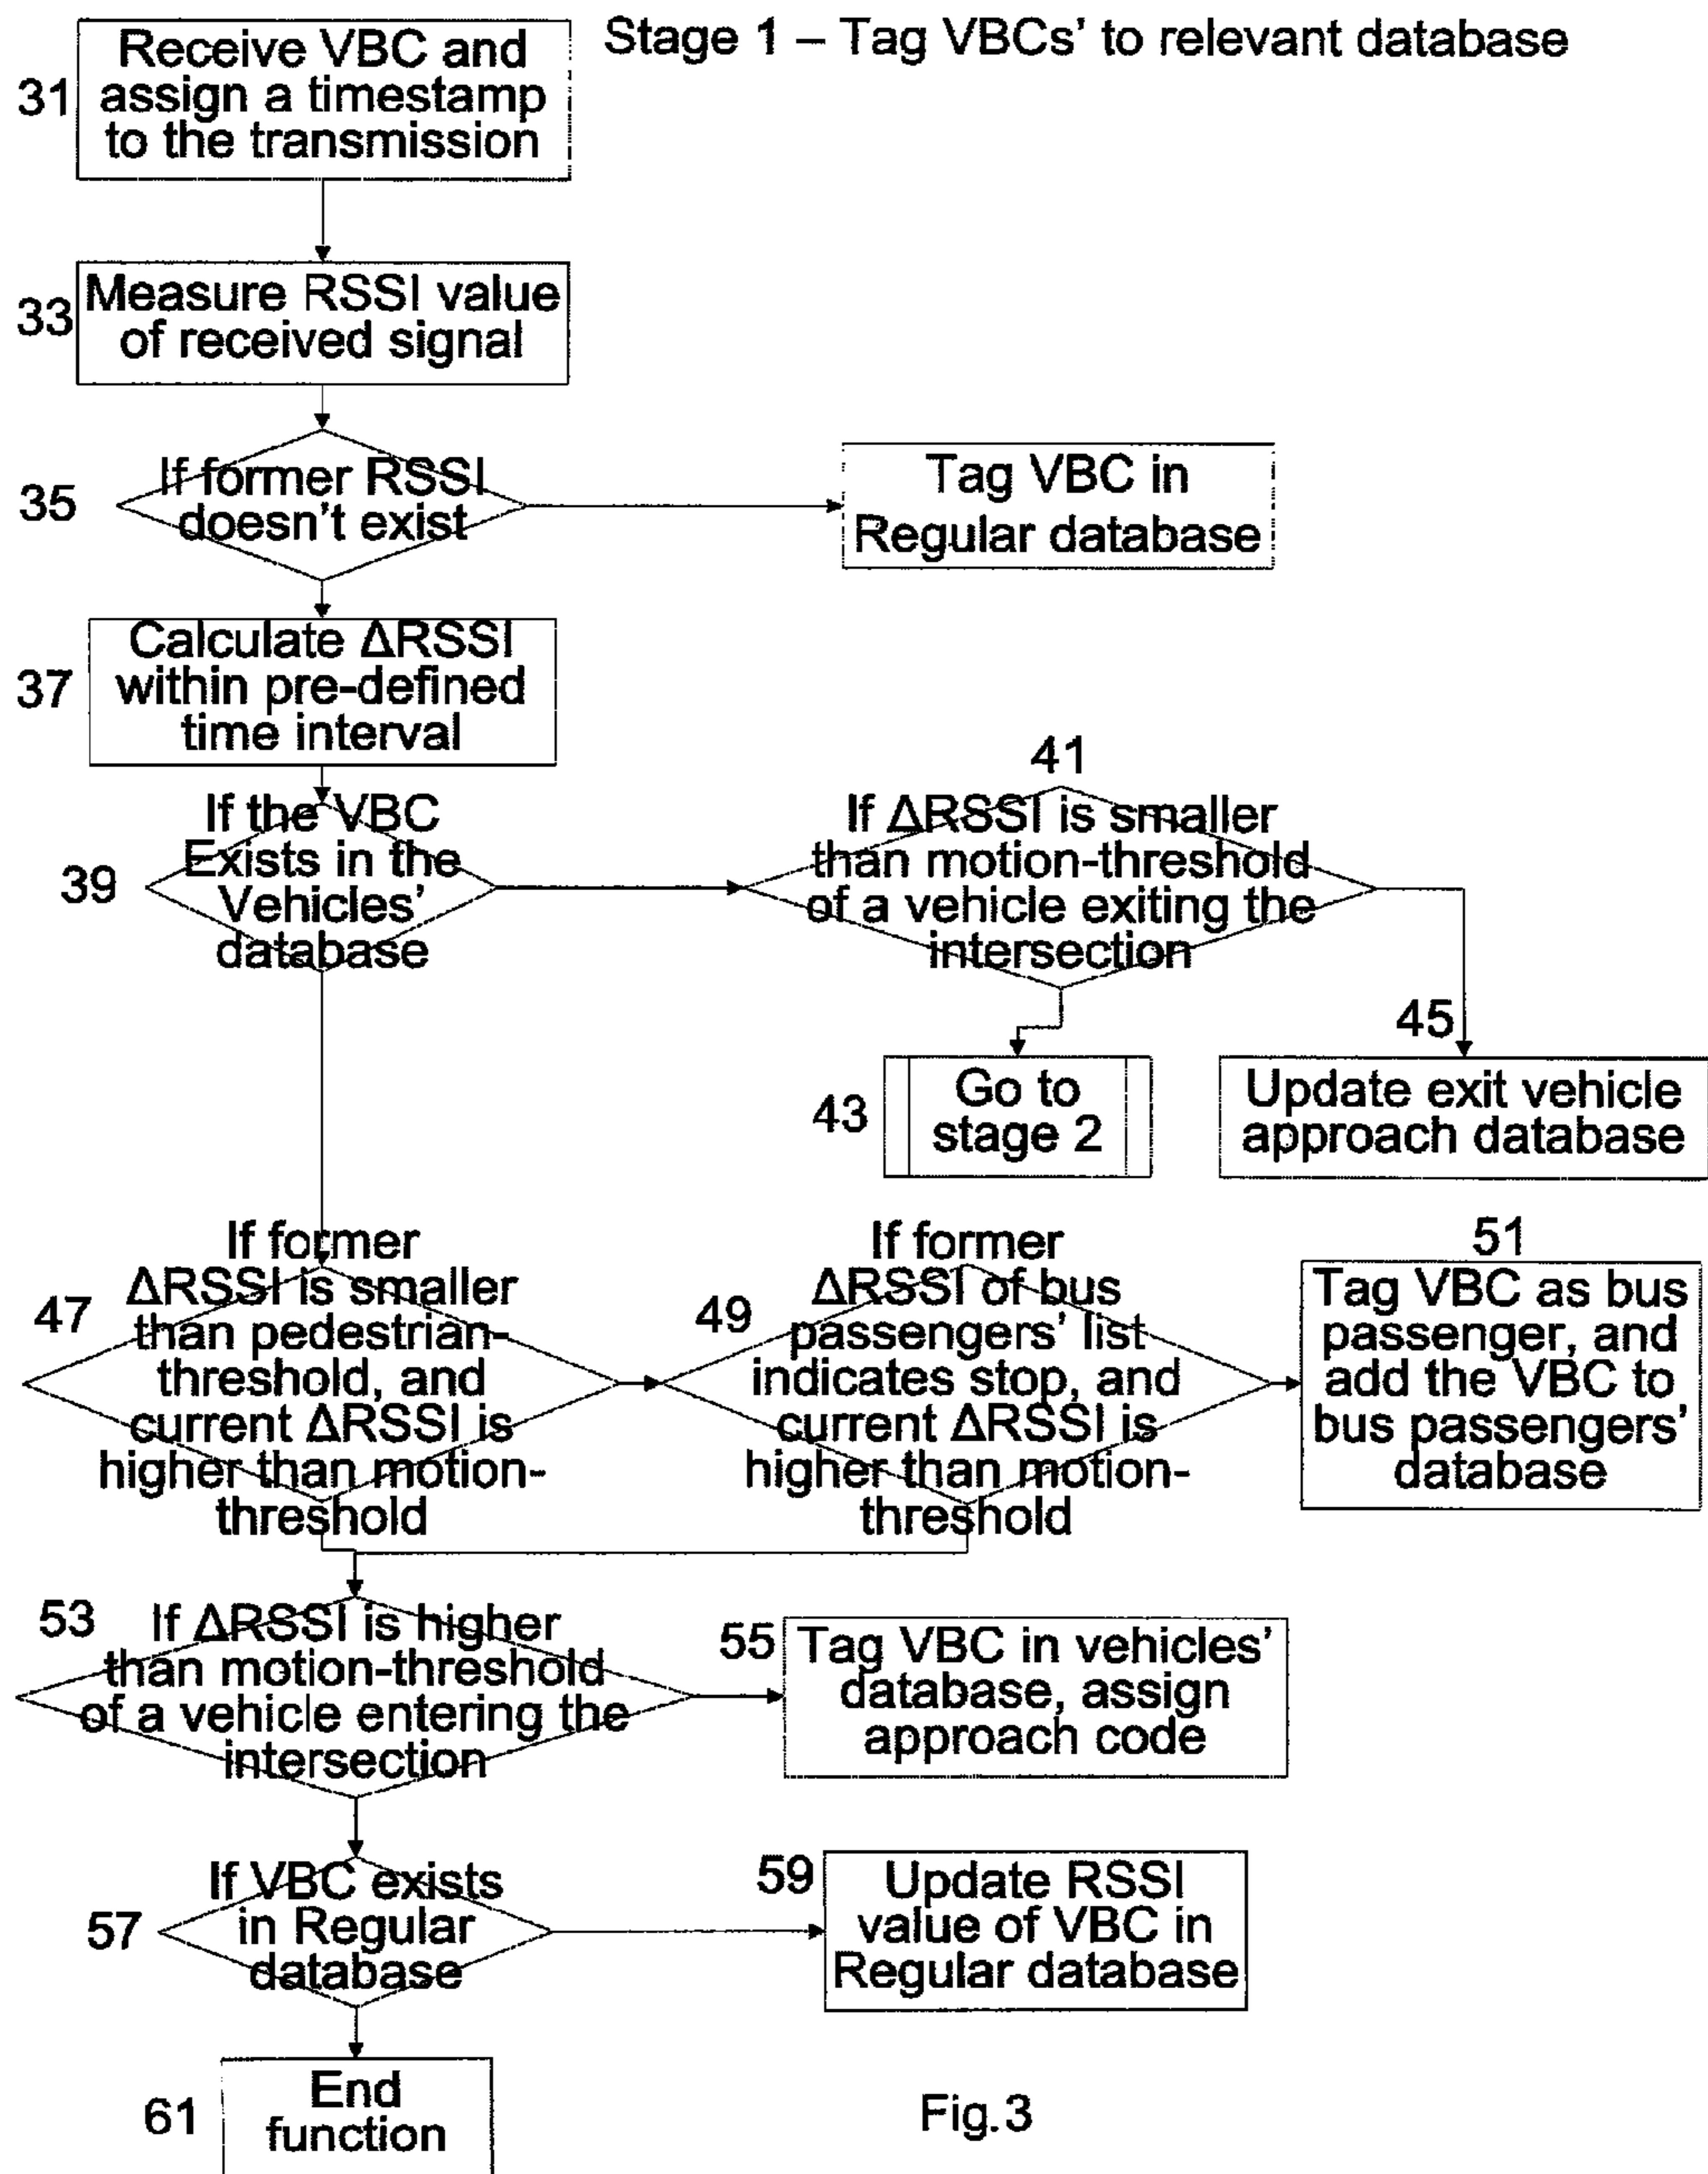 Stage 1 – Tag VBCs' to relevant database
31
Receive VBC and
assign a timestamp
to the transmission
33
Measure RSSI value
of received signal
35
If former RSSI
doesn't exist
Tag VBC in
Regular database
37
Calculate ΔRSSI
within pre-defined
time interval
39
If the VBC
Exists in the
Vehicles'
database
41
If ΔRSSI is smaller
than motion-threshold
of a vehicle exiting the
intersection
43
Go to
stage 2
45
Update exit vehicle
approach database
47
If former
ΔRSSI is smaller
than pedestrian-
threshold, and
current ΔRSSI is
higher than motion-
threshold
49
If former
ΔRSSI of bus
passengers' list
indicates stop, and
current ΔRSSI is
higher than motion-
threshold
51
Tag VBC as bus
passenger, and
add the VBC to
bus passengers'
database
53
If ΔRSSI is higher
than motion-threshold
of a vehicle entering the
intersection
55
Tag VBC in vehicles'
database, assign
approach code
57
If VBC exists
in Regular
database
59
Update RSSI
value of VBC in
Regular database
61
End
function
Fig.3